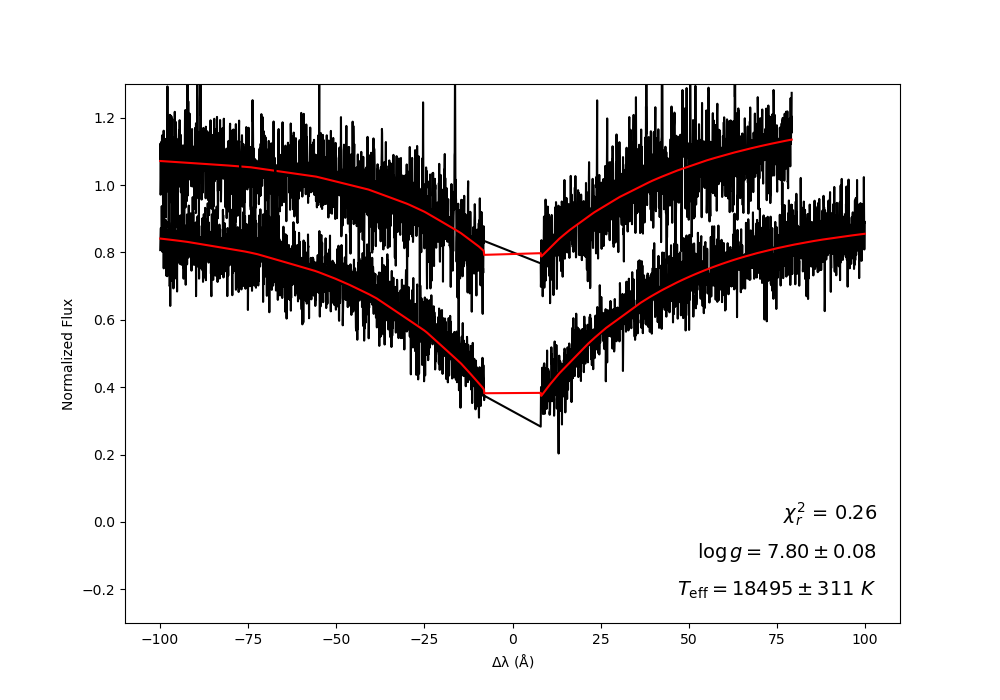 1.2
1.0
0.8
0.6
0.4
0.2
0.0
−0.2
Normalized Flux
χ²ᵣ = 0.26
log g = 7.80 ± 0.08
T_eff = 18495 ± 311 K
−100 −75 −50 −25 0 25 50 75 100
Δλ (Å)